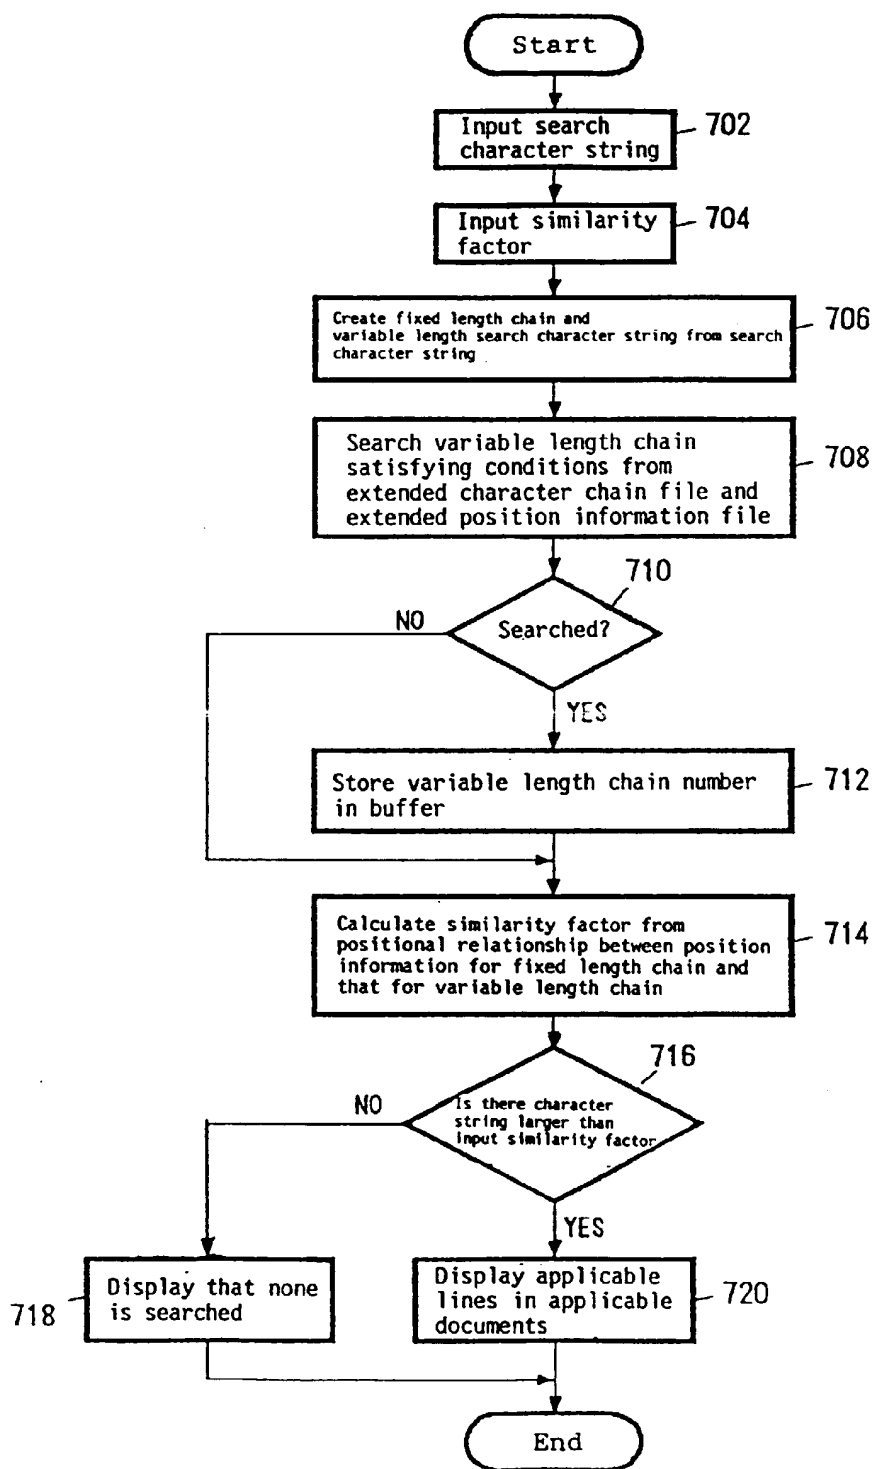 Start
Input search
character string
702
Input similarity
factor
704
Create fixed length chain and
variable length search character string from search
character string
706
Search variable length chain
satisfying conditions from
extended character chain file and
extended position information file
708
710
Searched?
NO
YES
Store variable length chain number
in buffer
712
Calculate similarity factor from
positional relationship between position
information for fixed length chain and
that for variable length chain
714
716
Is there character
string larger than
input similarity factor
NO
YES
Display that none
is searched
718
Display applicable
lines in applicable
documents
720
End